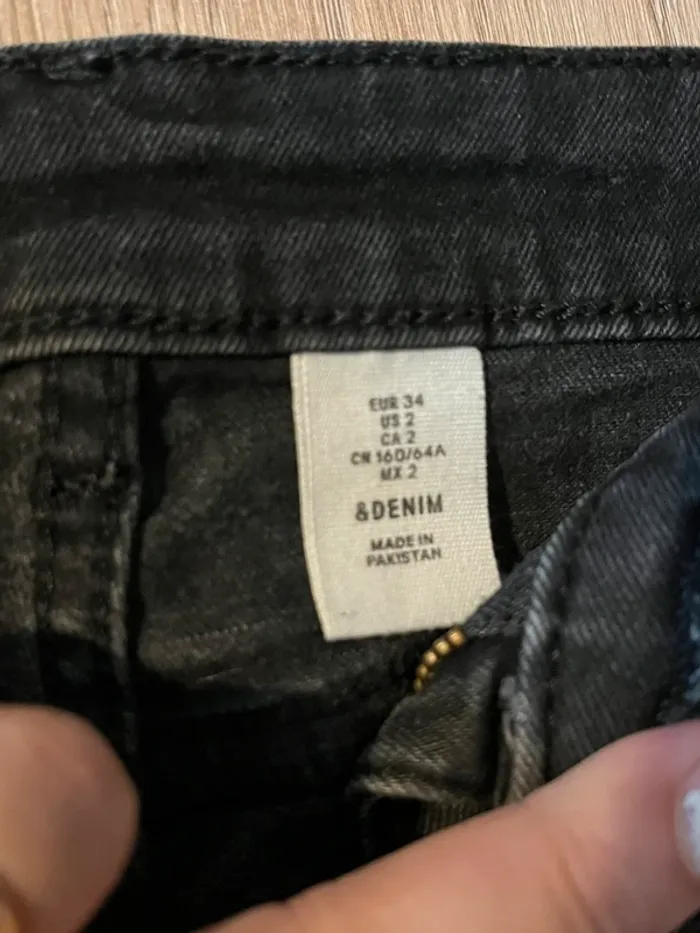 EUR 34
US 2
CA 2
CN 160/64A
MX 2
&DENIM
MADE IN
PAKISTAN